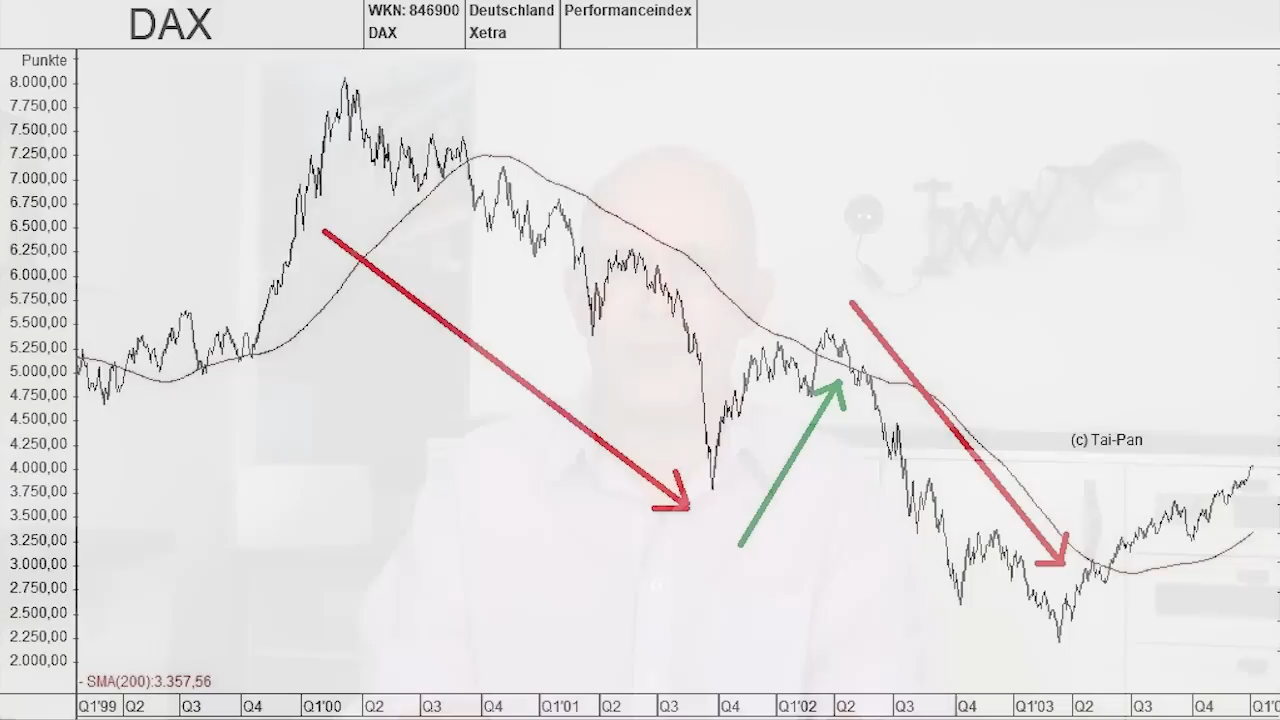 DAX
WKN: 846900
DAX
Deutschland
Xetra
Performanceindex
Punkte
8.000,00
7.750,00
7.500,00
7.250,00
7.000,00
6.750,00
6.500,00
6.250,00
6.000,00
5.750,00
5.500,00
5.250,00
5.000,00
4.750,00
4.500,00
4.250,00
4.000,00
3.750,00
3.500,00
3.250,00
3.000,00
2.750,00
2.500,00
2.250,00
2.000,00
(c) Tai-Pan
- SMA(200):3.357,56
Q1'99 Q2 Q3 Q4 Q1'00 Q2 Q3 Q4 Q1'01 Q2 Q3 Q4 Q1'02 Q2 Q3 Q4 Q1'03 Q2 Q3 Q4